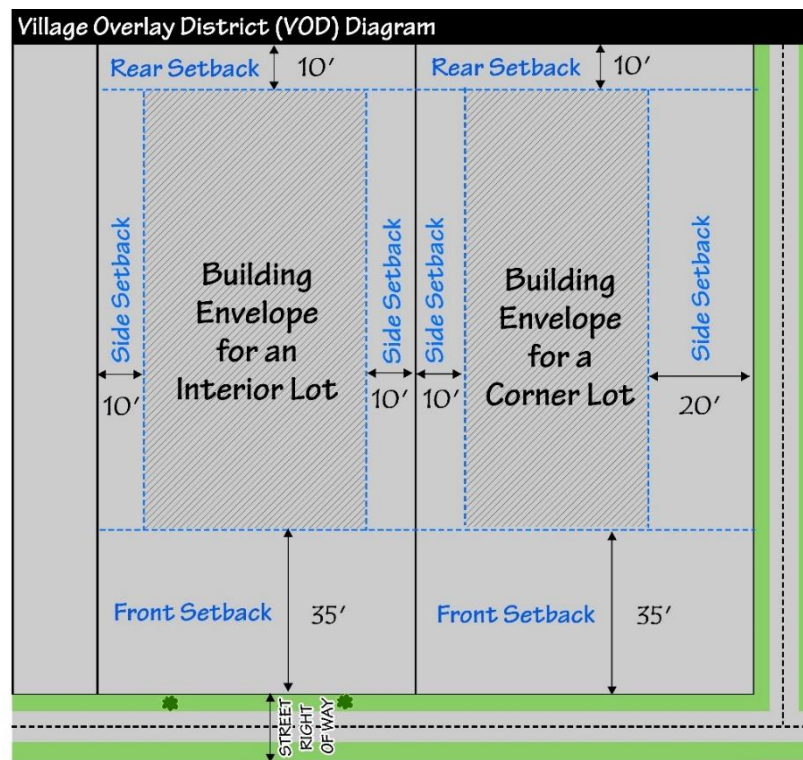 Village Overlay District (VOD) Diagram
Rear Setback 10'
Rear Setback 10'
Side Setback
Building
Envelope
for an
Interior Lot
Side Setback
Side Setback
Building
Envelope
for a
Corner Lot
Side Setback
10'
10'
10'
20'
Front Setback 35'
Front Setback 35'
STREET
RIGHT
OF WAY